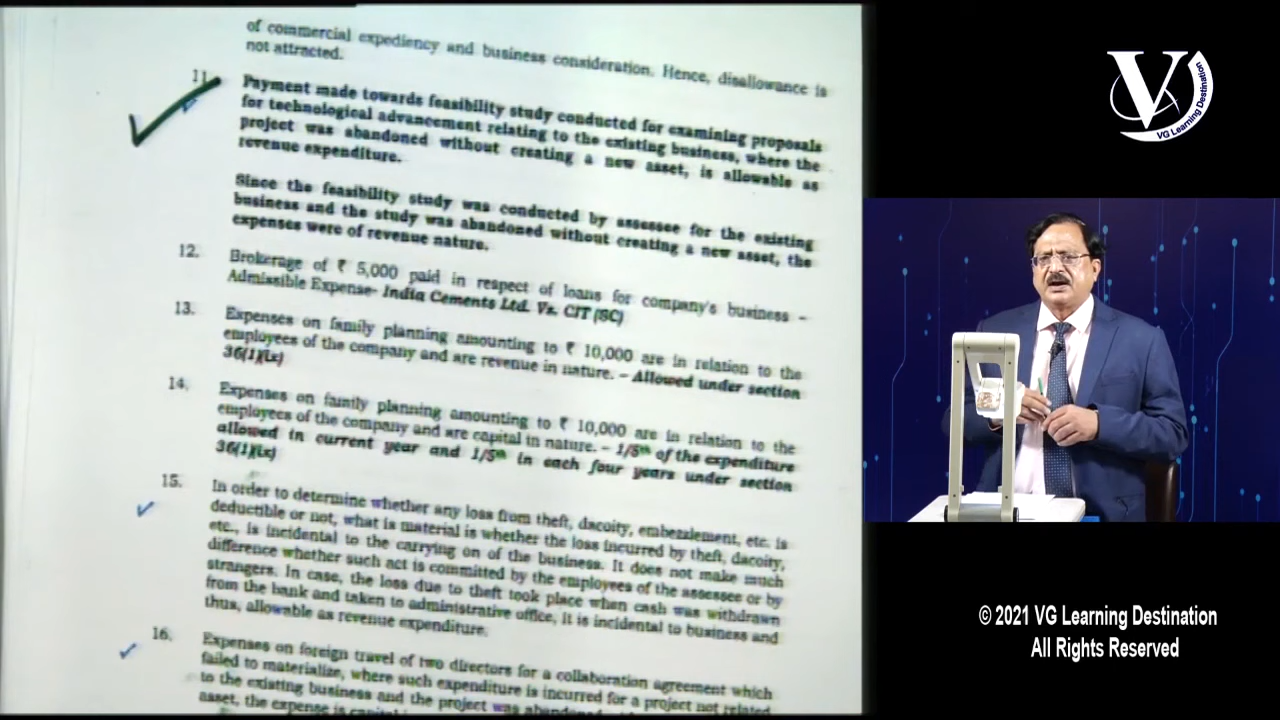 of commercial expediency and business consideration. Hence, disallowance is
not attracted.
11.
Payment made towards feasibility study conducted for examining proposals
for technological advancement relating to the existing business, where the
project was abandoned without creating a new asset, is allowable as
revenue expenditure.
Since the feasibility study was conducted by assessee for the existing
business and the study was abandoned without creating a new asset, the
expenses were of revenue nature.
12. Brokerage of ₹ 5,000 paid in respect of loans for company's business –
Admissible Expense- India Cements Ltd. Vs. CIT (SC)
13. Expenses on family planning amounting to ₹ 10,000 are in relation to the
employees of the company and are revenue in nature. – Allowed under section
36(1)(ix)
14. Expenses on family planning amounting to ₹ 10,000 are in relation to the
employees of the company and are capital in nature. – 1/5th of the expenditure
allowed in current year and 1/5th in each four years under section
36(1)(ix)
15. In order to determine whether any loss from theft, dacoity, embezzlement, etc. is
deductible or not, what is material is whether the loss incurred by theft, dacoity,
etc., is incidental to the carrying on of the business. It does not make much
difference whether such act is committed by the employees of the assessee or by
strangers. In case, the loss due to theft took place when cash was withdrawn
from the bank and taken to administrative office, it is incidental to business and
thus, allowable as revenue expenditure.
16. Expenses on foreign travel of two directors for a collaboration agreement which
failed to materialize, where such expenditure is incurred for a project not related
to the existing business and the project was abandoned
asset, the expense is capital
V
VG Learning Destination
© 2021 VG Learning Destination
All Rights Reserved